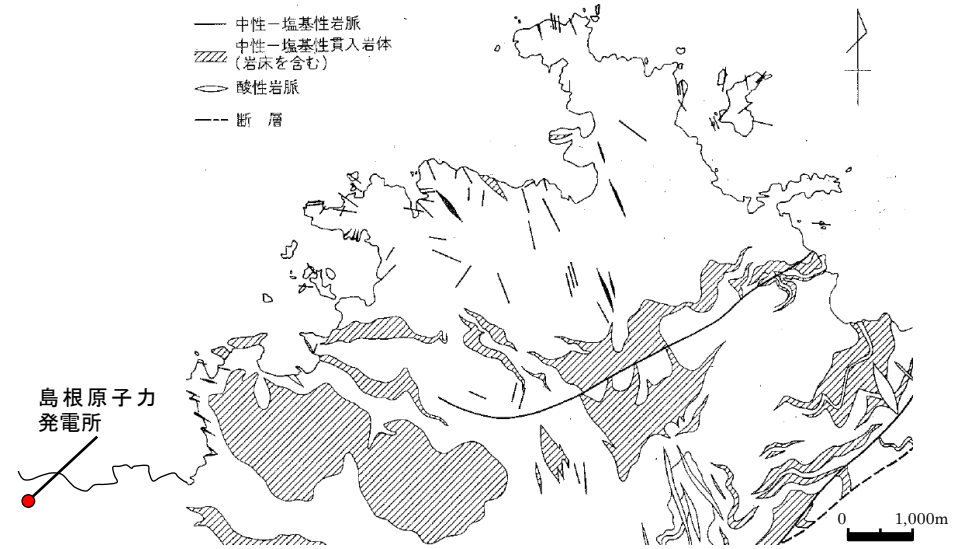 中性－塩基性岩脈
中性－塩基性貫入岩体
(岩床を含む)
酸性岩脈
断 層
島根原子力
発電所
0 1,000m